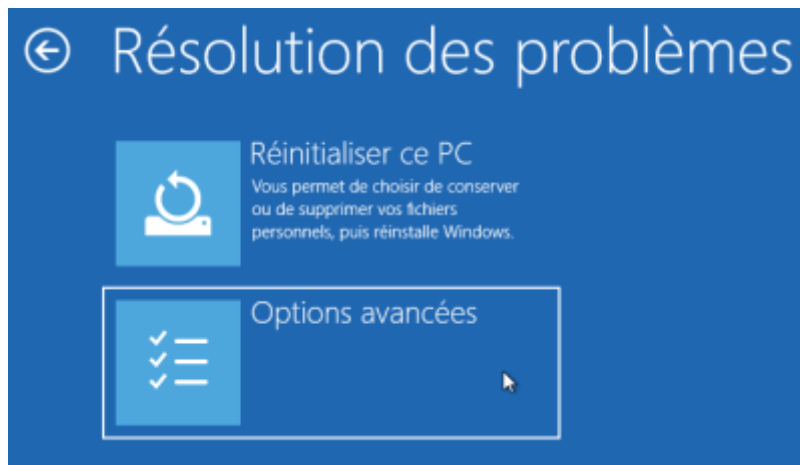 Résolution des problèmes
Réinitialiser ce PC
Vous permet de choisir de conserver
ou de supprimer vos fichiers
personnels, puis réinstalle Windows.
Options avancées